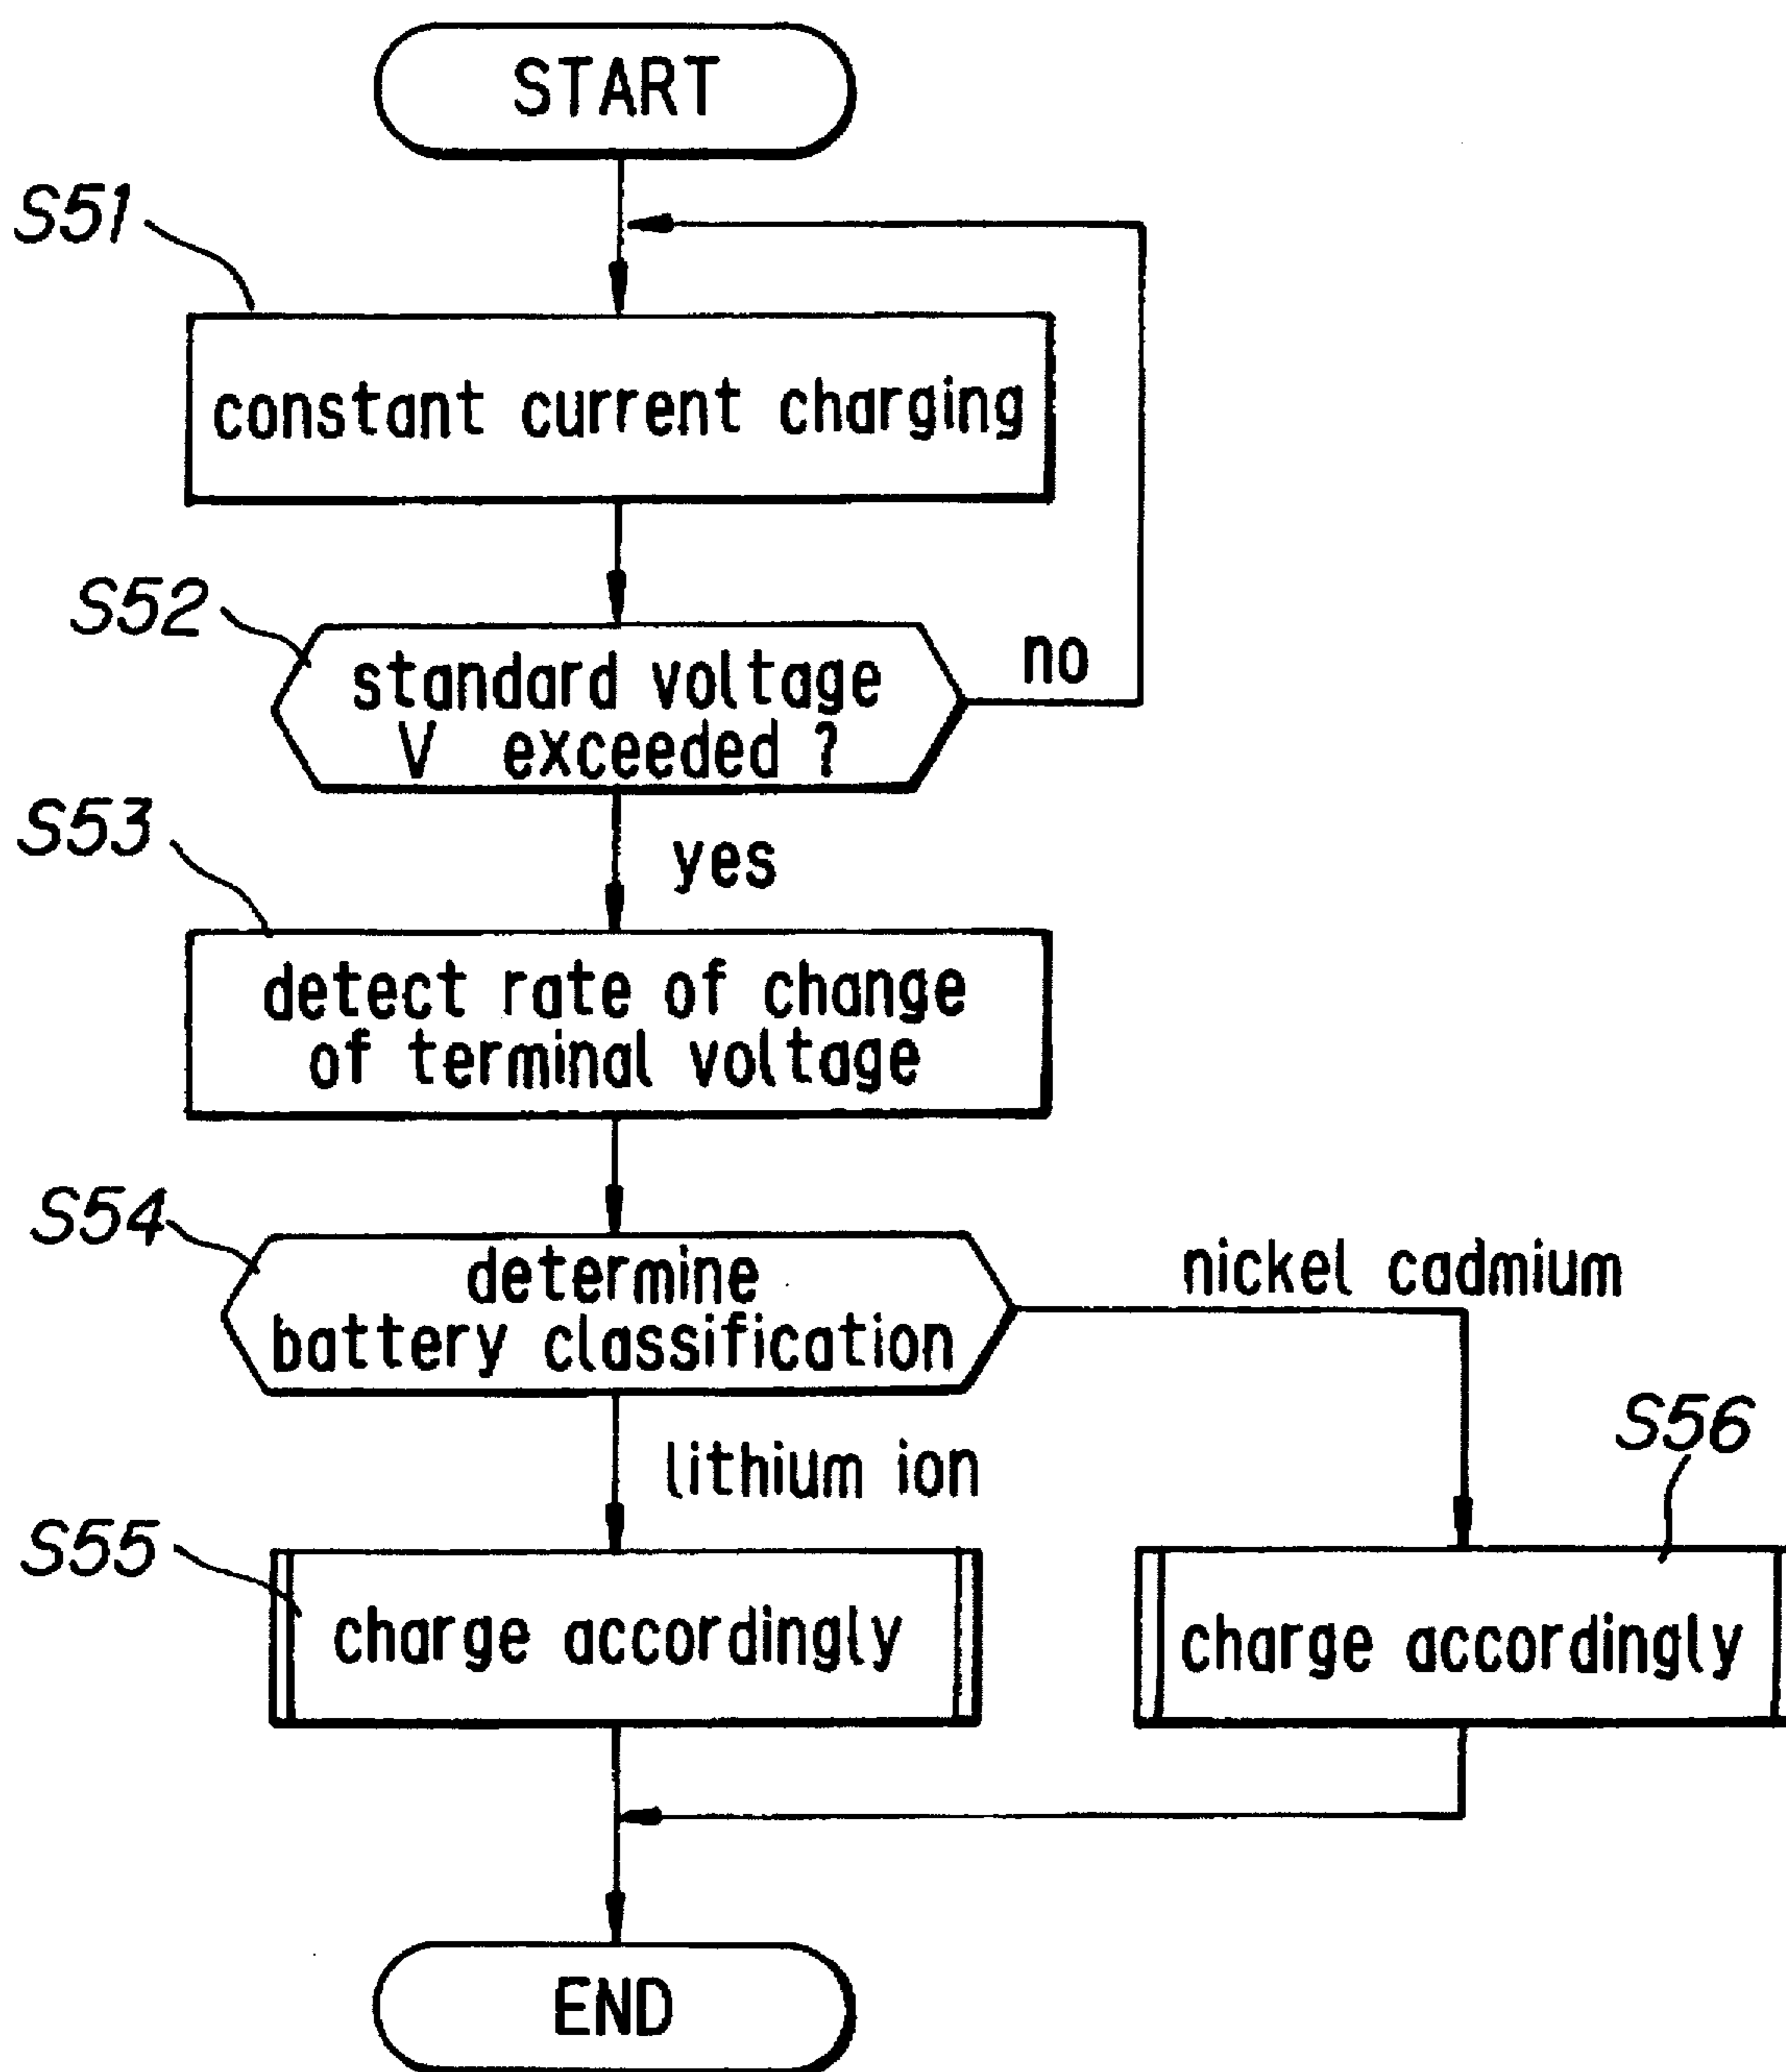 START
S51
constant current charging
S52
standard voltage
V exceeded ?
no
S53
yes
detect rate of change
of terminal voltage
S54
determine
battery classification
nickel cadmium
lithium ion
S55
charge accordingly
S56
charge accordingly
END